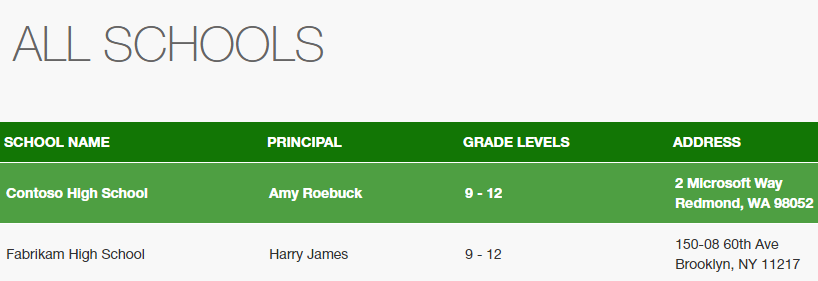 ALL SCHOOLS
SCHOOL NAME PRINCIPAL GRADE LEVELS ADDRESS
Contoso High School Amy Roebuck 9 - 12 2 Microsoft Way
Redmond, WA 98052
Fabrikam High School Harry James 9 - 12 150-08 60th Ave
Brooklyn, NY 11217